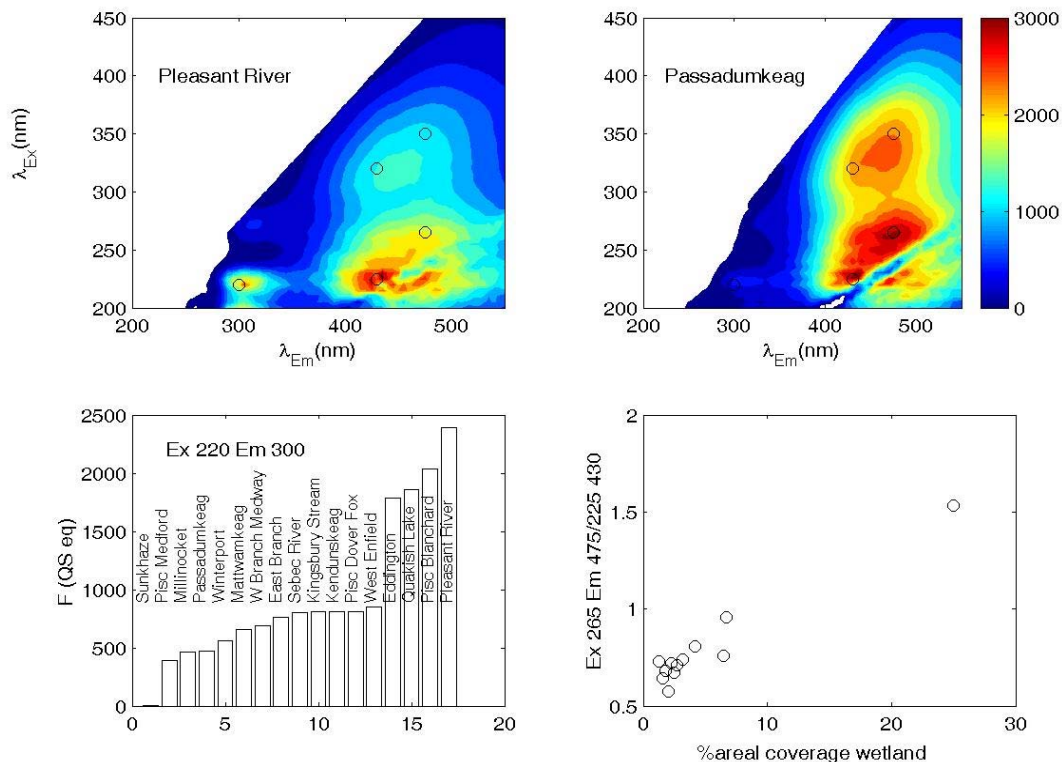 450
400
350
300
250
200
Pleasant River
λEx(nm)
200 300 400 500
λEm(nm)
450
400
350
300
250
200
Passadumkeag
200 300 400 500
λEm(nm)
3000
2000
1000
0
2500
2000
1500
1000
500
0
F (QS eq)
Ex 220 Em 300
Sunkhaze
Pisc Medford
Millinocket
Passadumkeag
Winterport
Mattwamkeag
W Branch Medway
East Branch
Sebec River
Kingsbury Stream
Kendunskeag
Pisc Dover Fox
West Enfield
Eddington
Quakish Lake
Pisc Blanchard
Pleasant River
0 5 10 15 20
2
1.5
1
0.5
Ex 265 Em 475/225 430
0 10 20 30
%areal coverage wetland